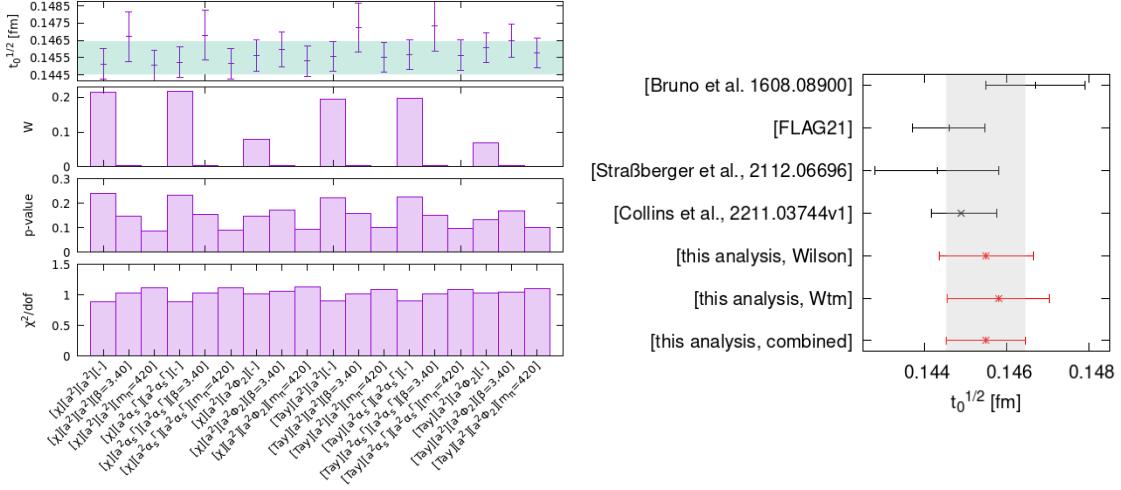 t₀^1/2 [fm]
0.1485
0.1475
0.1465
0.1455
0.1445
W
0.2
0.1
0
p-value
0.3
0.2
0.1
0
χ²/dof
1.5
1
0.5
0
[χ][a²][a²][-]
[χ][a²][a²][β=3.40]
[χ][a²][a²][mπ=420]
[χ][a²αₛ^Γ][a²αₛ^Γ][-]
[χ][a²αₛ^Γ][a²αₛ^Γ][β=3.40]
[χ][a²αₛ^Γ][a²αₛ^Γ][mπ=420]
[χ][a²][a²Φ₂][-]
[χ][a²][a²Φ₂][β=3.40]
[χ][a²][a²Φ₂][mπ=420]
[Tay][a²][a²][-]
[Tay][a²][a²][β=3.40]
[Tay][a²][a²][mπ=420]
[Tay][a²αₛ^Γ][a²αₛ^Γ][-]
[Tay][a²αₛ^Γ][a²αₛ^Γ][β=3.40]
[Tay][a²αₛ^Γ][a²αₛ^Γ][mπ=420]
[Tay][a²][a²Φ₂][-]
[Tay][a²][a²Φ₂][β=3.40]
[Tay][a²][a²Φ₂][mπ=420]
[Bruno et al. 1608.08900]
[FLAG21]
[Straßberger et al., 2112.06696]
[Collins et al., 2211.03744v1]
[this analysis, Wilson]
[this analysis, Wtm]
[this analysis, combined]
0.144 0.146 0.148
t₀^1/2 [fm]